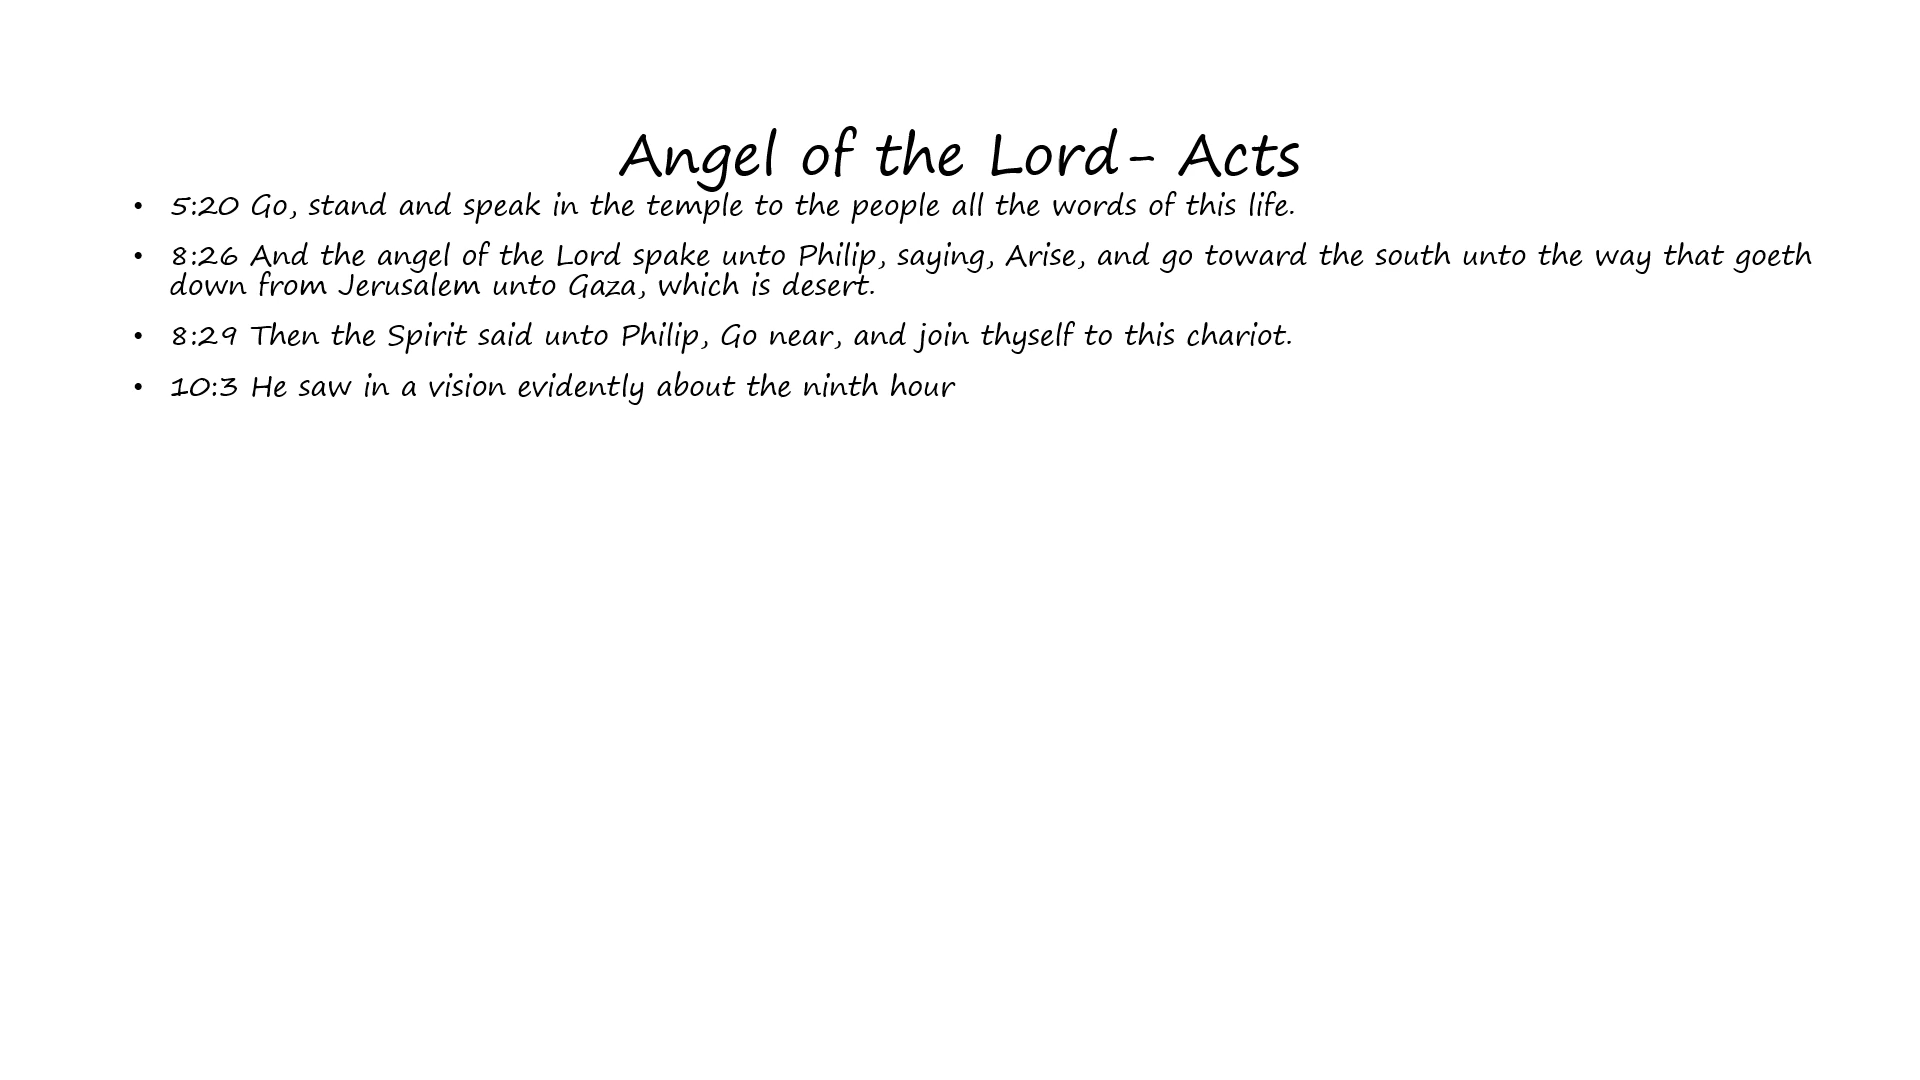 Angel of the Lord- Acts
• 5:20 Go, stand and speak in the temple to the people all the words of this life.
• 8:26 And the angel of the Lord spake unto Philip, saying, Arise, and go toward the south unto the way that goeth
down from Jerusalem unto Gaza, which is desert.
• 8:29 Then the Spirit said unto Philip, Go near, and join thyself to this chariot.
• 10:3 He saw in a vision evidently about the ninth hour